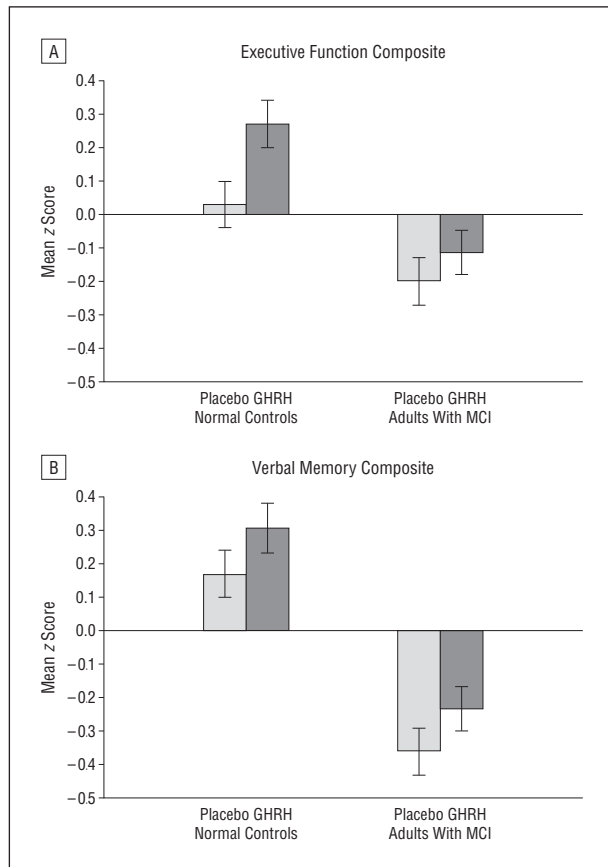 A
Executive Function Composite
0.4
0.3
0.2
0.1
0.0
−0.1
−0.2
−0.3
−0.4
−0.5
Mean z Score
Placebo GHRH
Normal Controls
Placebo GHRH
Adults With MCI
B
Verbal Memory Composite
0.4
0.3
0.2
0.1
0.0
−0.1
−0.2
−0.3
−0.4
−0.5
Mean z Score
Placebo GHRH
Normal Controls
Placebo GHRH
Adults With MCI